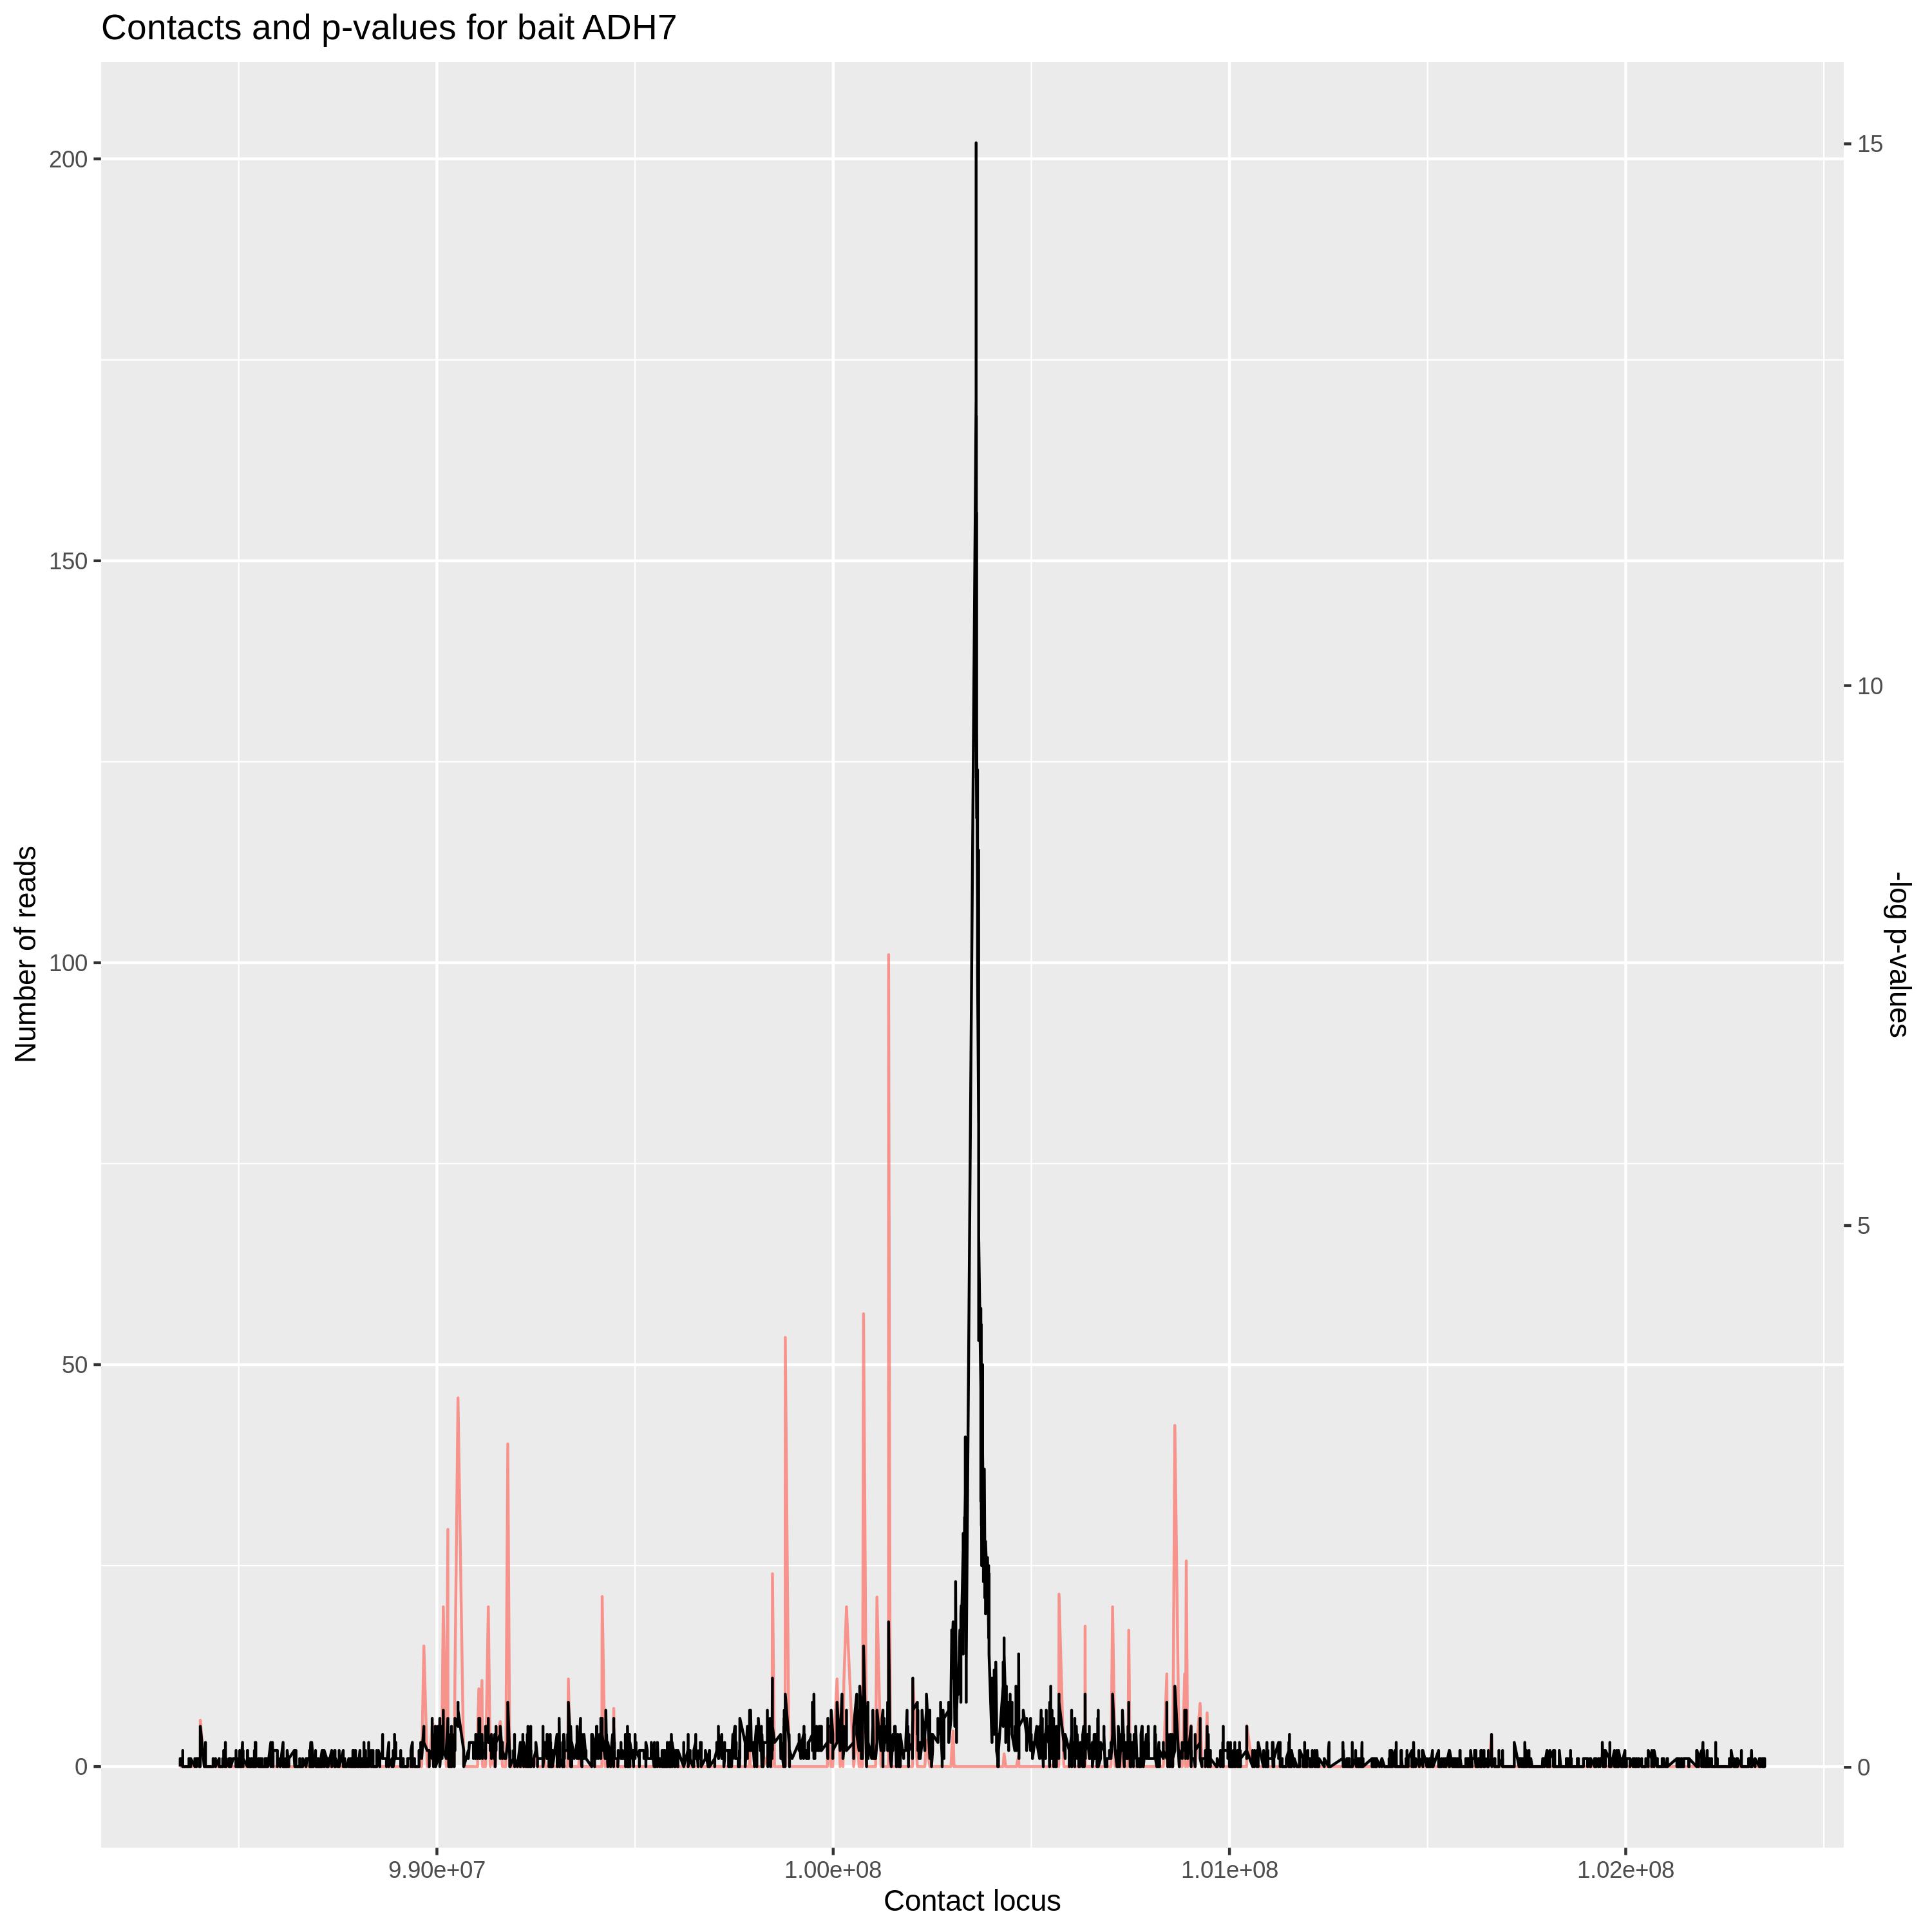 Contacts and p-values for bait ADH7
200
150
100
50
0
Number of reads
15
10
5
0
-log p-values
9.90e+07
1.00e+08
1.01e+08
1.02e+08
Contact locus